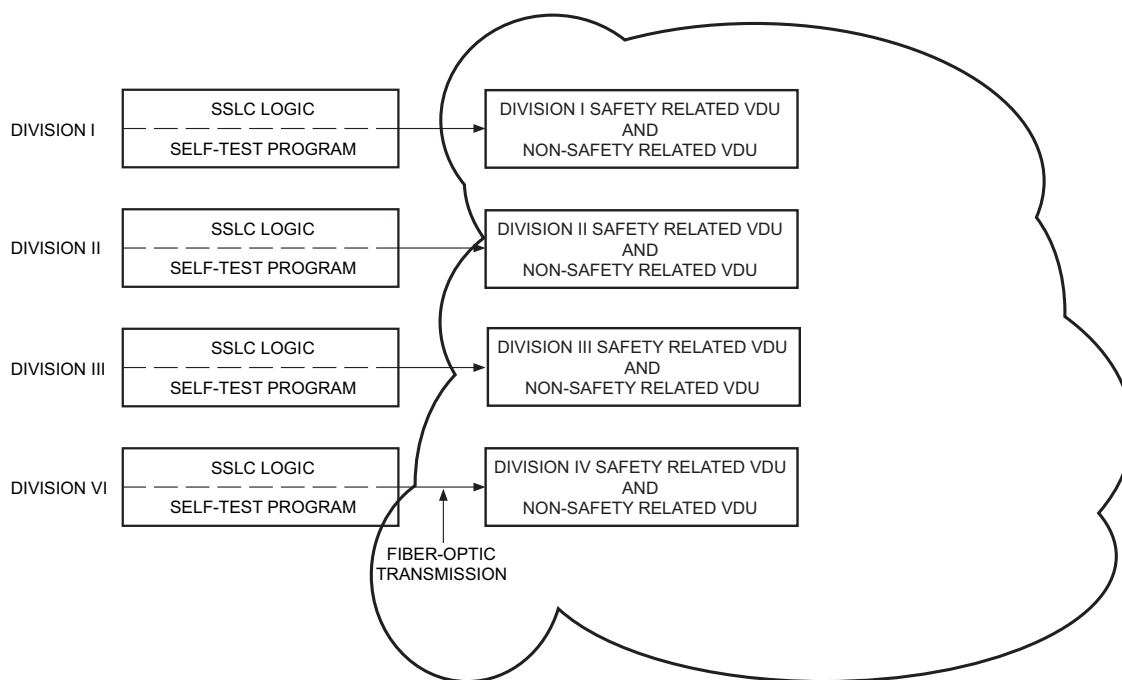 DIVISION I
SSLC LOGIC
SELF-TEST PROGRAM
DIVISION I SAFETY RELATED VDU
AND
NON-SAFETY RELATED VDU
DIVISION II
SSLC LOGIC
SELF-TEST PROGRAM
DIVISION II SAFETY RELATED VDU
AND
NON-SAFETY RELATED VDU
DIVISION III
SSLC LOGIC
SELF-TEST PROGRAM
DIVISION III SAFETY RELATED VDU
AND
NON-SAFETY RELATED VDU
DIVISION VI
SSLC LOGIC
SELF-TEST PROGRAM
DIVISION IV SAFETY RELATED VDU
AND
NON-SAFETY RELATED VDU
FIBER-OPTIC
TRANSMISSION